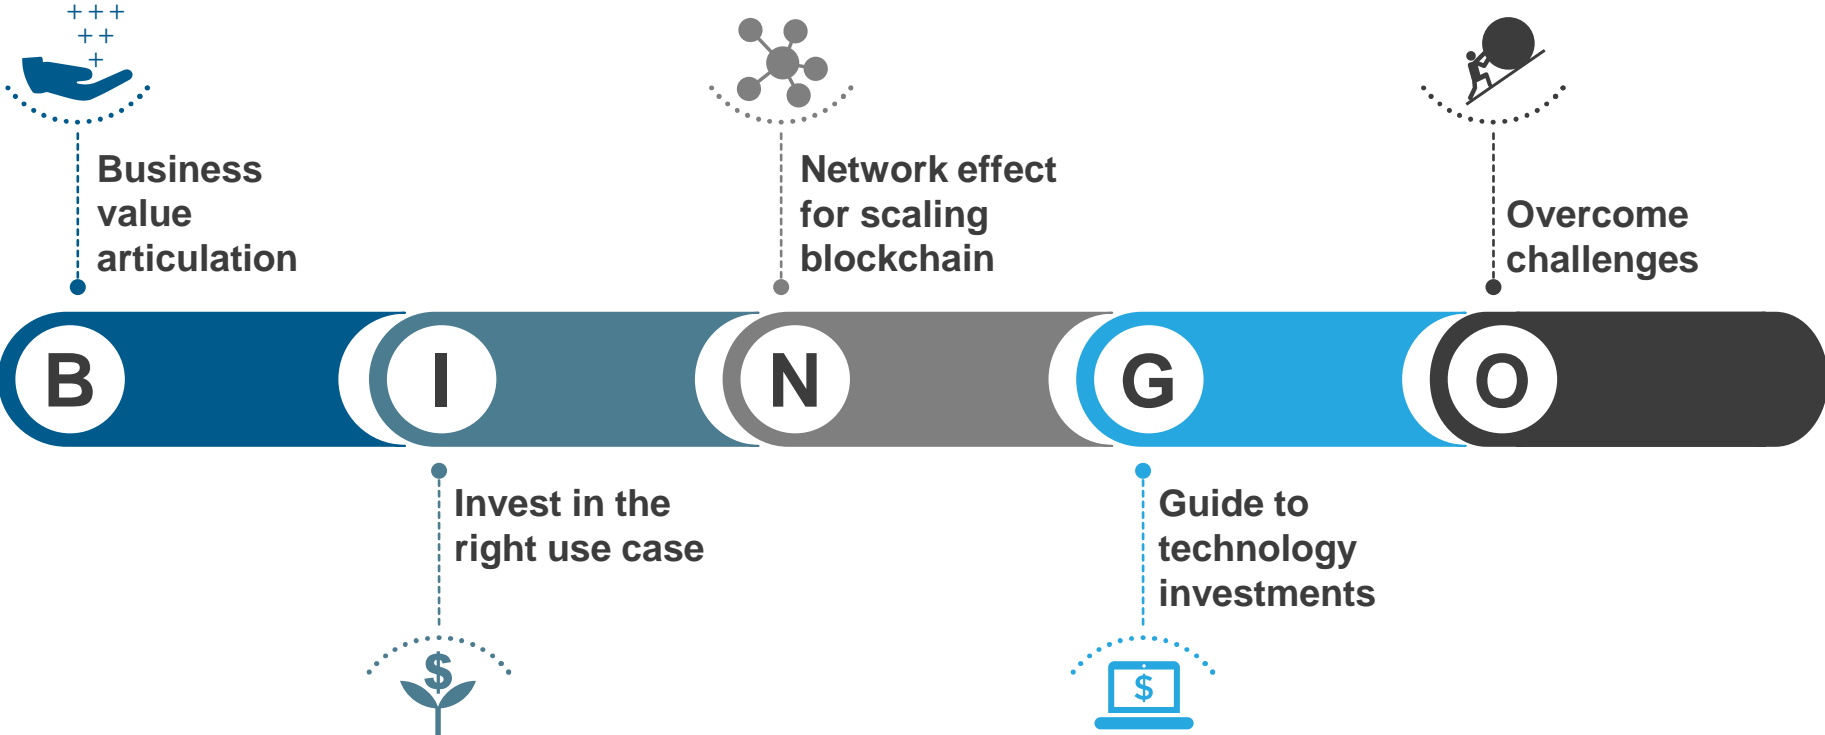 + + +
+ +
+
Business
value
articulation
Network effect
for scaling
blockchain
Overcome
challenges
B
I
N
G
O
Invest in the
right use case
$
Guide to
technology
investments
$